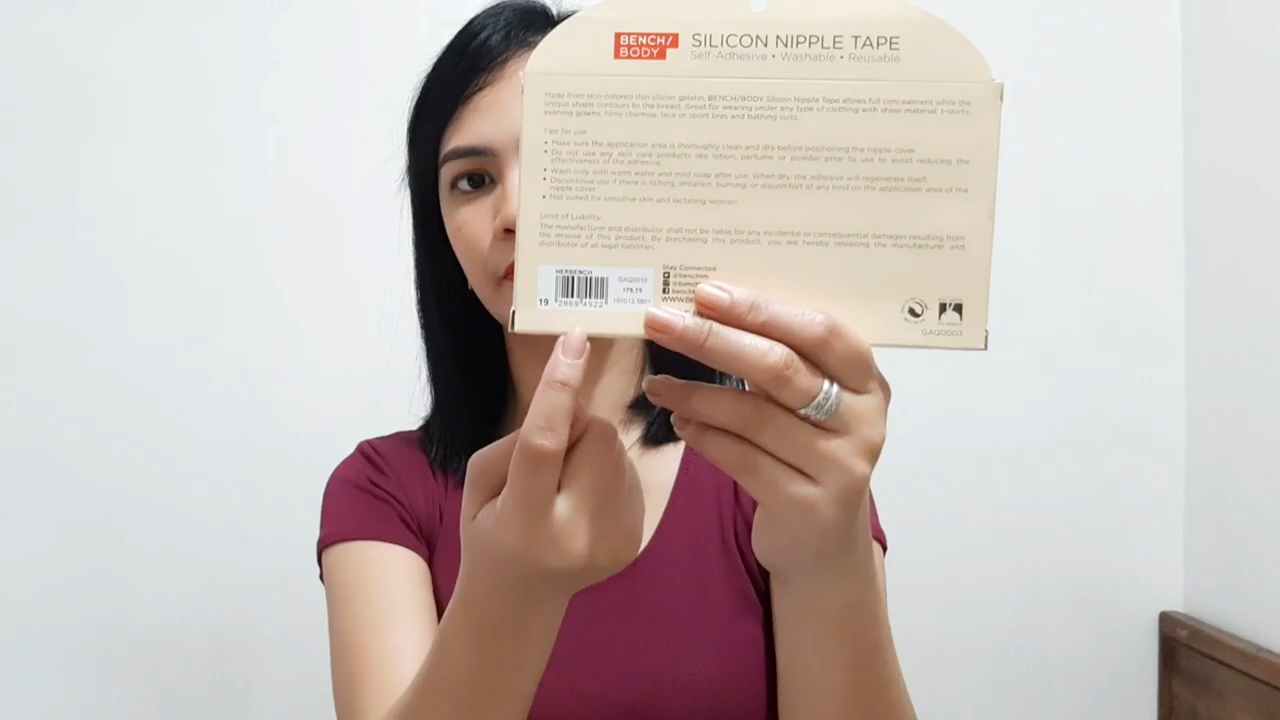 BENCH/
BODY
SILICON NIPPLE TAPE
Self-Adhesive • Washable • Reusable
Made from skin-colored thin silicon gelatin, BENCH/BODY Silicon Nipple Tape allows full concealment while the
unique shape contours to the breast. Great for wearing under any type of clothing with sheer material, t-shirts,
evening gowns, filmy chemise, lace or sport bras and bathing suits.
Tips for use:
• Make sure the application area is thoroughly clean and dry before positioning the nipple cover.
• Do not use any skin care products like lotion, perfume or powder prior to use to avoid reducing the
effectiveness of the adhesive.
• Wash only with warm water and mild soap after use. When dry, the adhesive will regenerate itself.
• Discontinue use if there is itching, irritation, burning, or discomfort of any kind on the application area of the
nipple cover.
• Not suited for sensitive skin and lactating women.
Limit of Liability:
The manufacturer and distributor shall not be liable for any incidental or consequential damages resulting from
the misuse of this product. By purchasing this product, you are hereby releasing the manufacturer and
distributor of all legal liabilities.
HERBENCH
GAQ0010
179.75
19 2869 4922
Stay Connected
@benchtm
@bench
bencht
WWW.BE
GAQ0003